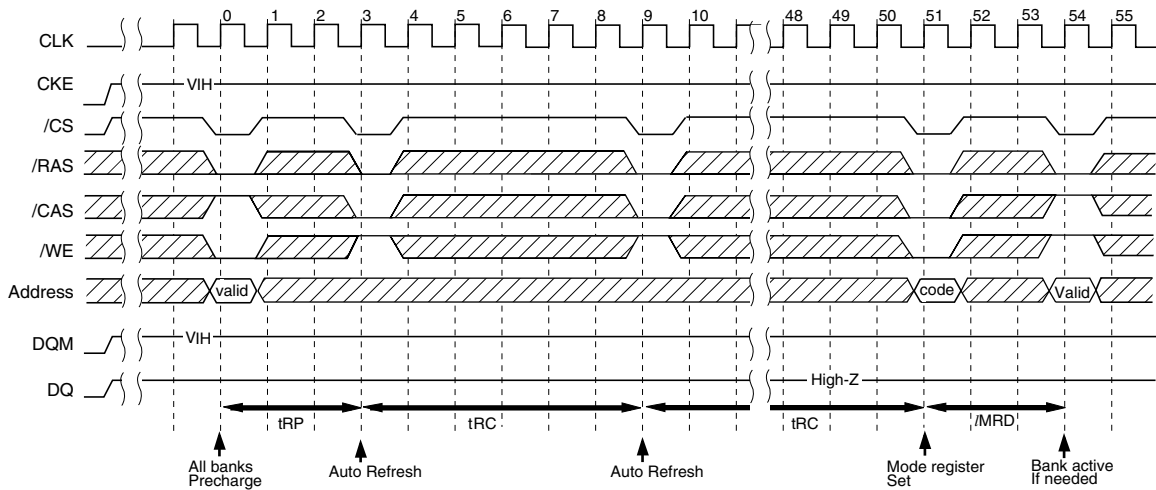 0 1 2 3 4 5 6 7 8 9 10 48 49 50 51 52 53 54 55
CLK
CKE VIH
/CS
/RAS
/CAS
/WE
Address valid code Valid
DQM VIH
DQ High-Z
tRP tRC tRC lMRD
All banks
Precharge
Auto Refresh
Auto Refresh
Mode register
Set
Bank active
If needed